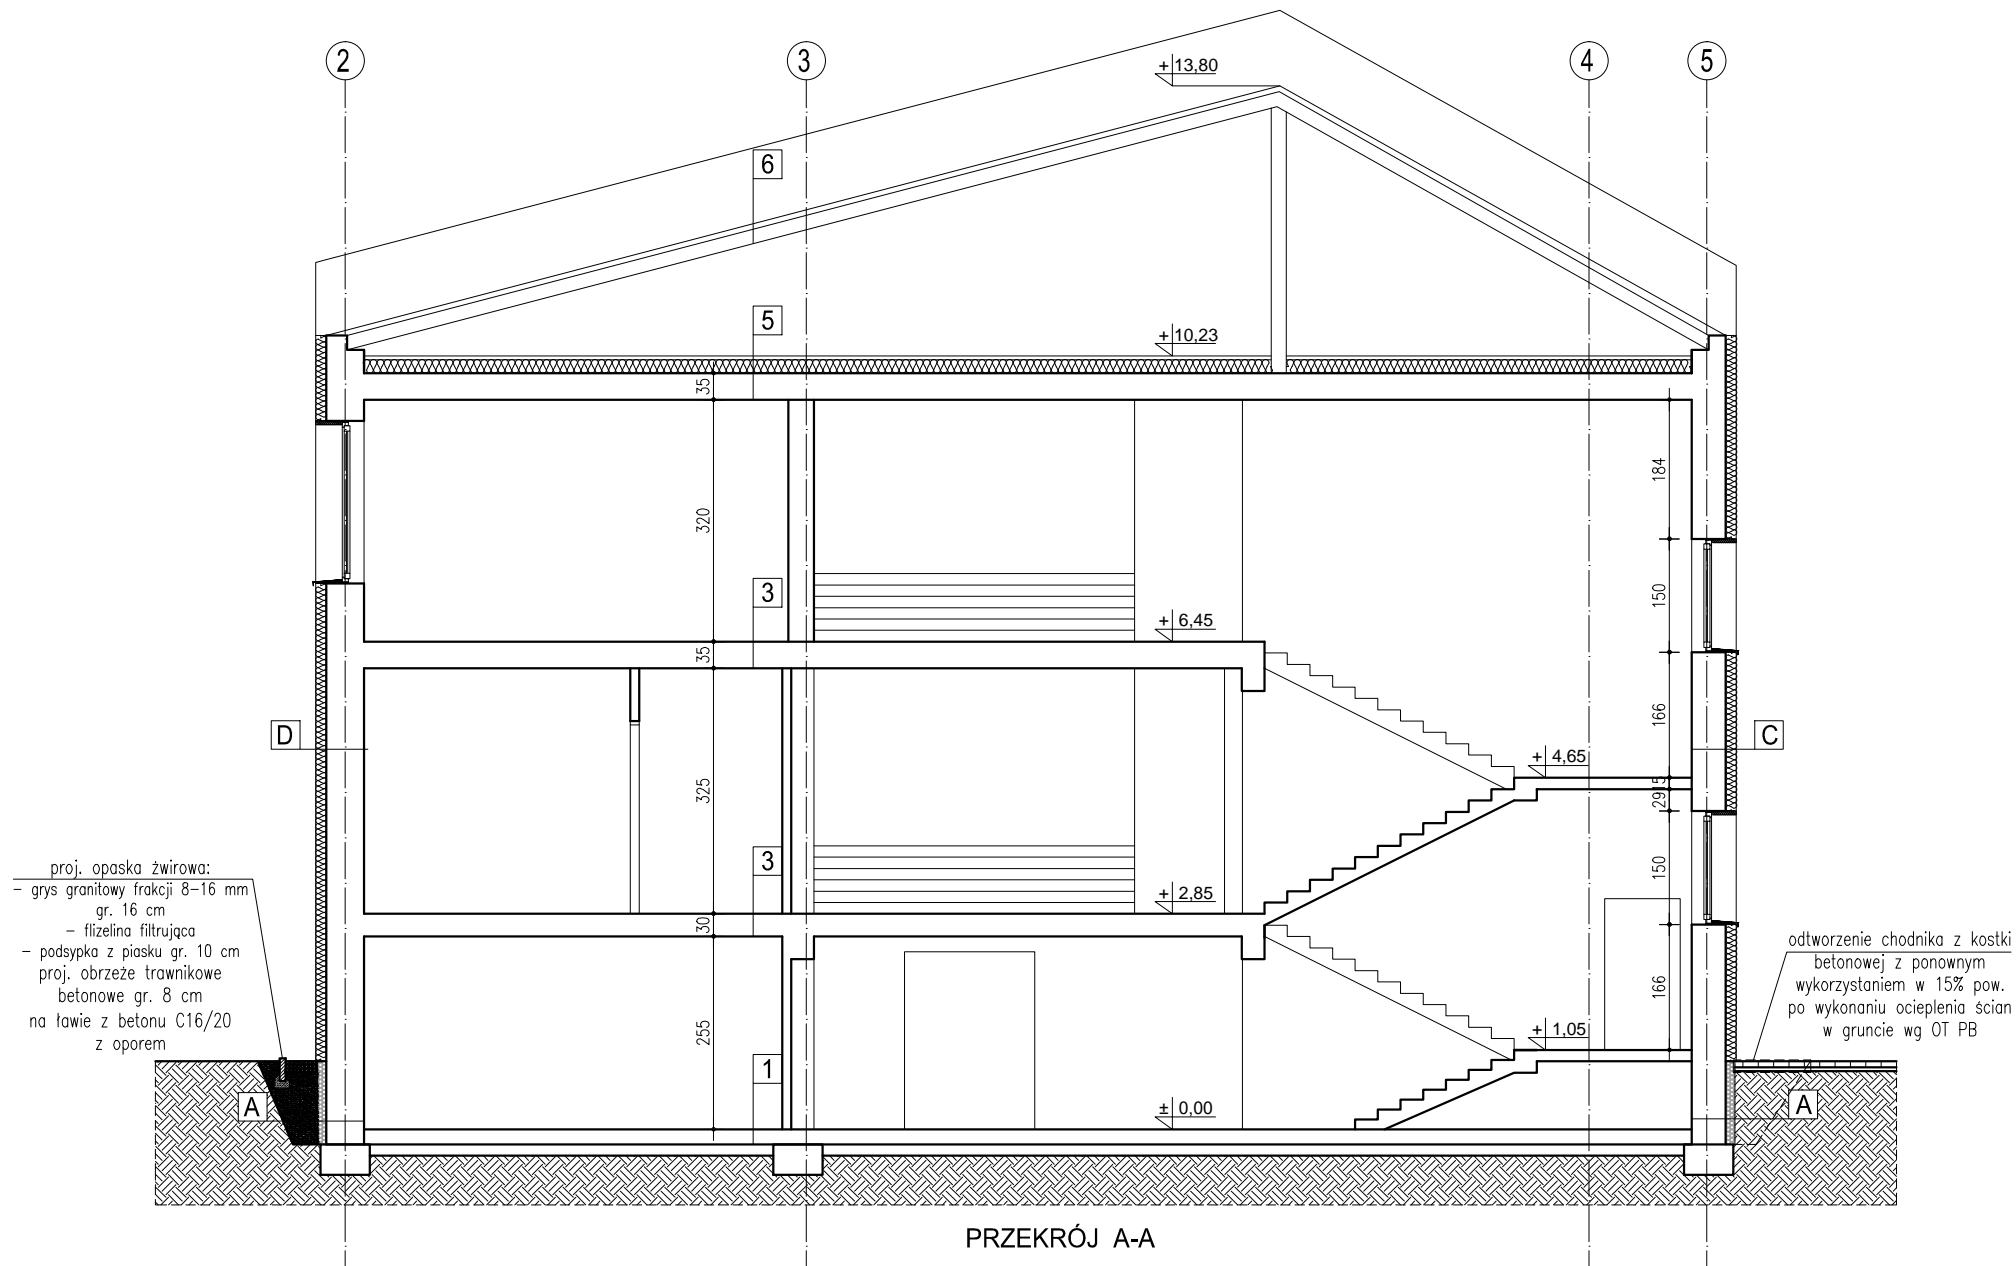 2
3
4
5
+13,80
6
5
+10,23
35
184
320
150
3
+ 6,45
35
166
D
C
+ 4,65
325
15
29
150
3
+ 2,85
30
proj. opaska żwirowa:
– grys granitowy frakcji 8–16 mm
gr. 16 cm
– flizelina filtrująca
– podsypka z piasku gr. 10 cm
proj. obrzeże trawnikowe
betonowe gr. 8 cm
na ławie z betonu C16/20
z oporem
odtworzenie chodnika z kostki
betonowej z ponownym
wykorzystaniem w 15% pow.
po wykonaniu ocieplenia ścian
w gruncie wg OT PB
166
255
+ 1,05
1
A
± 0,00
A
PRZEKRÓJ A-A